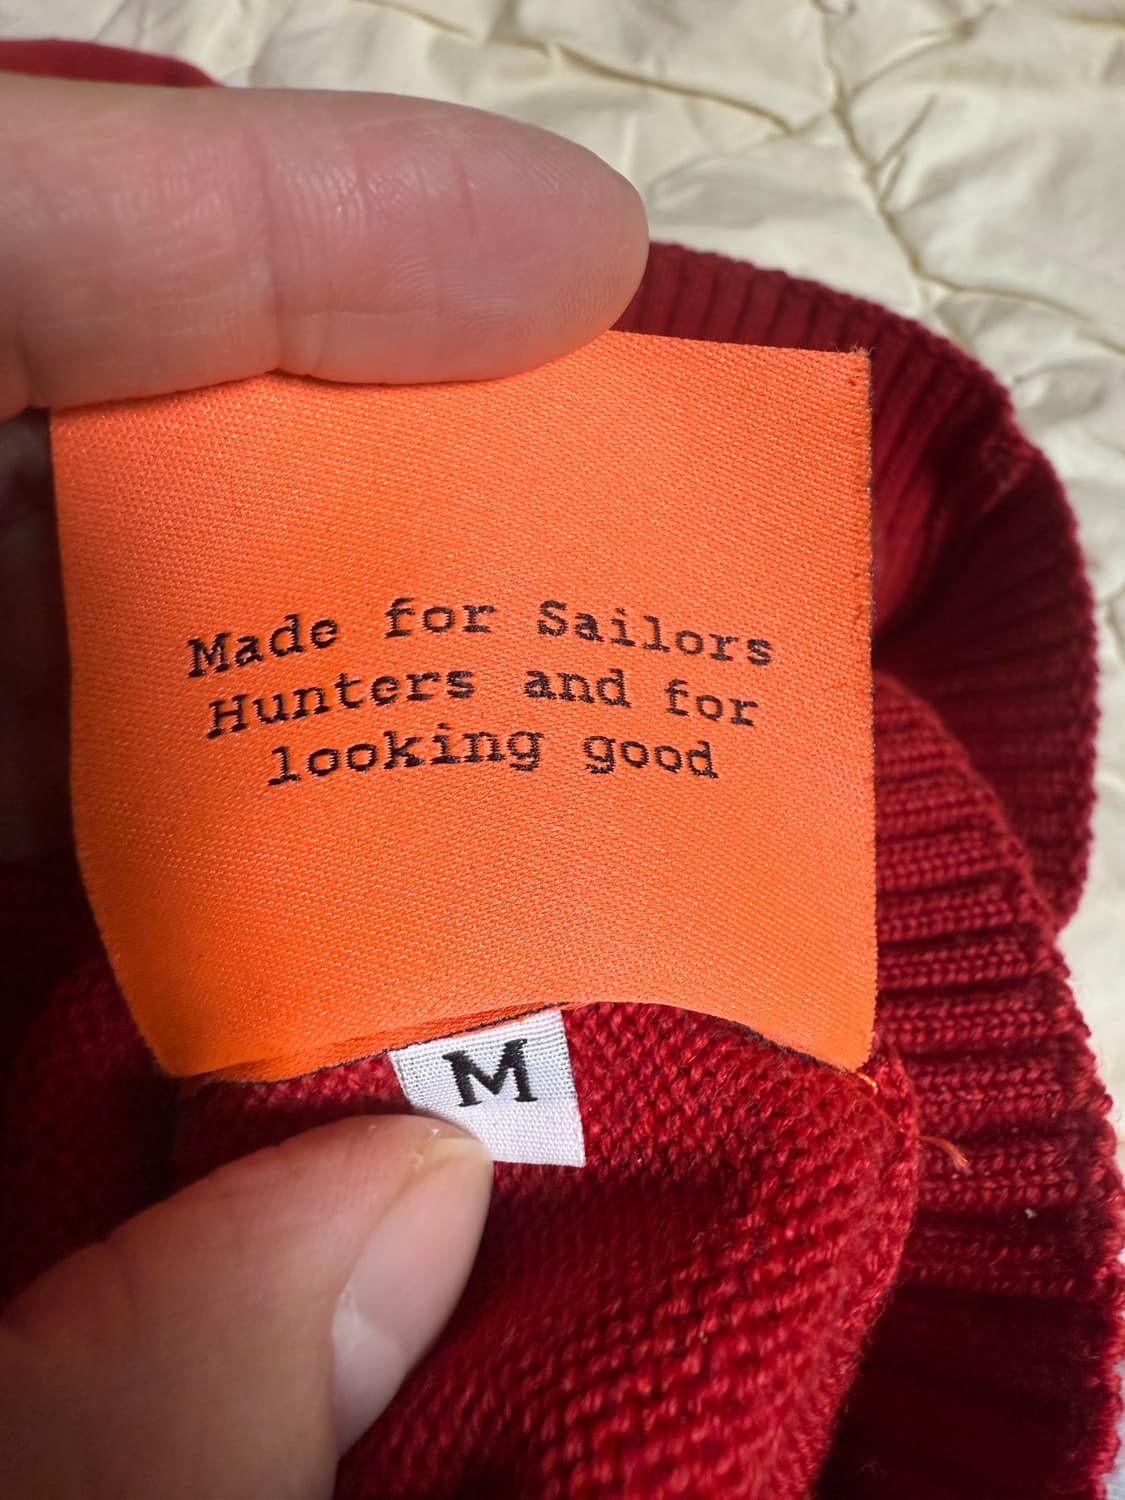 Made for Sailors
Hunters and for
looking good
M